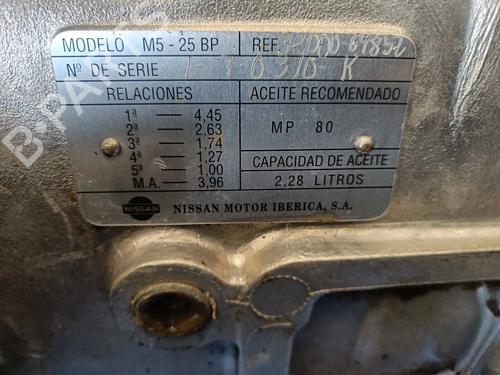 MODELO M5-25 BP
REF.
Nº DE SERIE
RELACIONES
1ª — 4,45
2ª — 2,63
3ª — 1,74
4ª — 1,27
5ª — 1,00
M.A. — 3,96
ACEITE RECOMENDADO
MP 80
CAPACIDAD DE ACEITE
2,28 LITROS
NISSAN
NISSAN MOTOR IBERICA, S.A.
B-PARTS